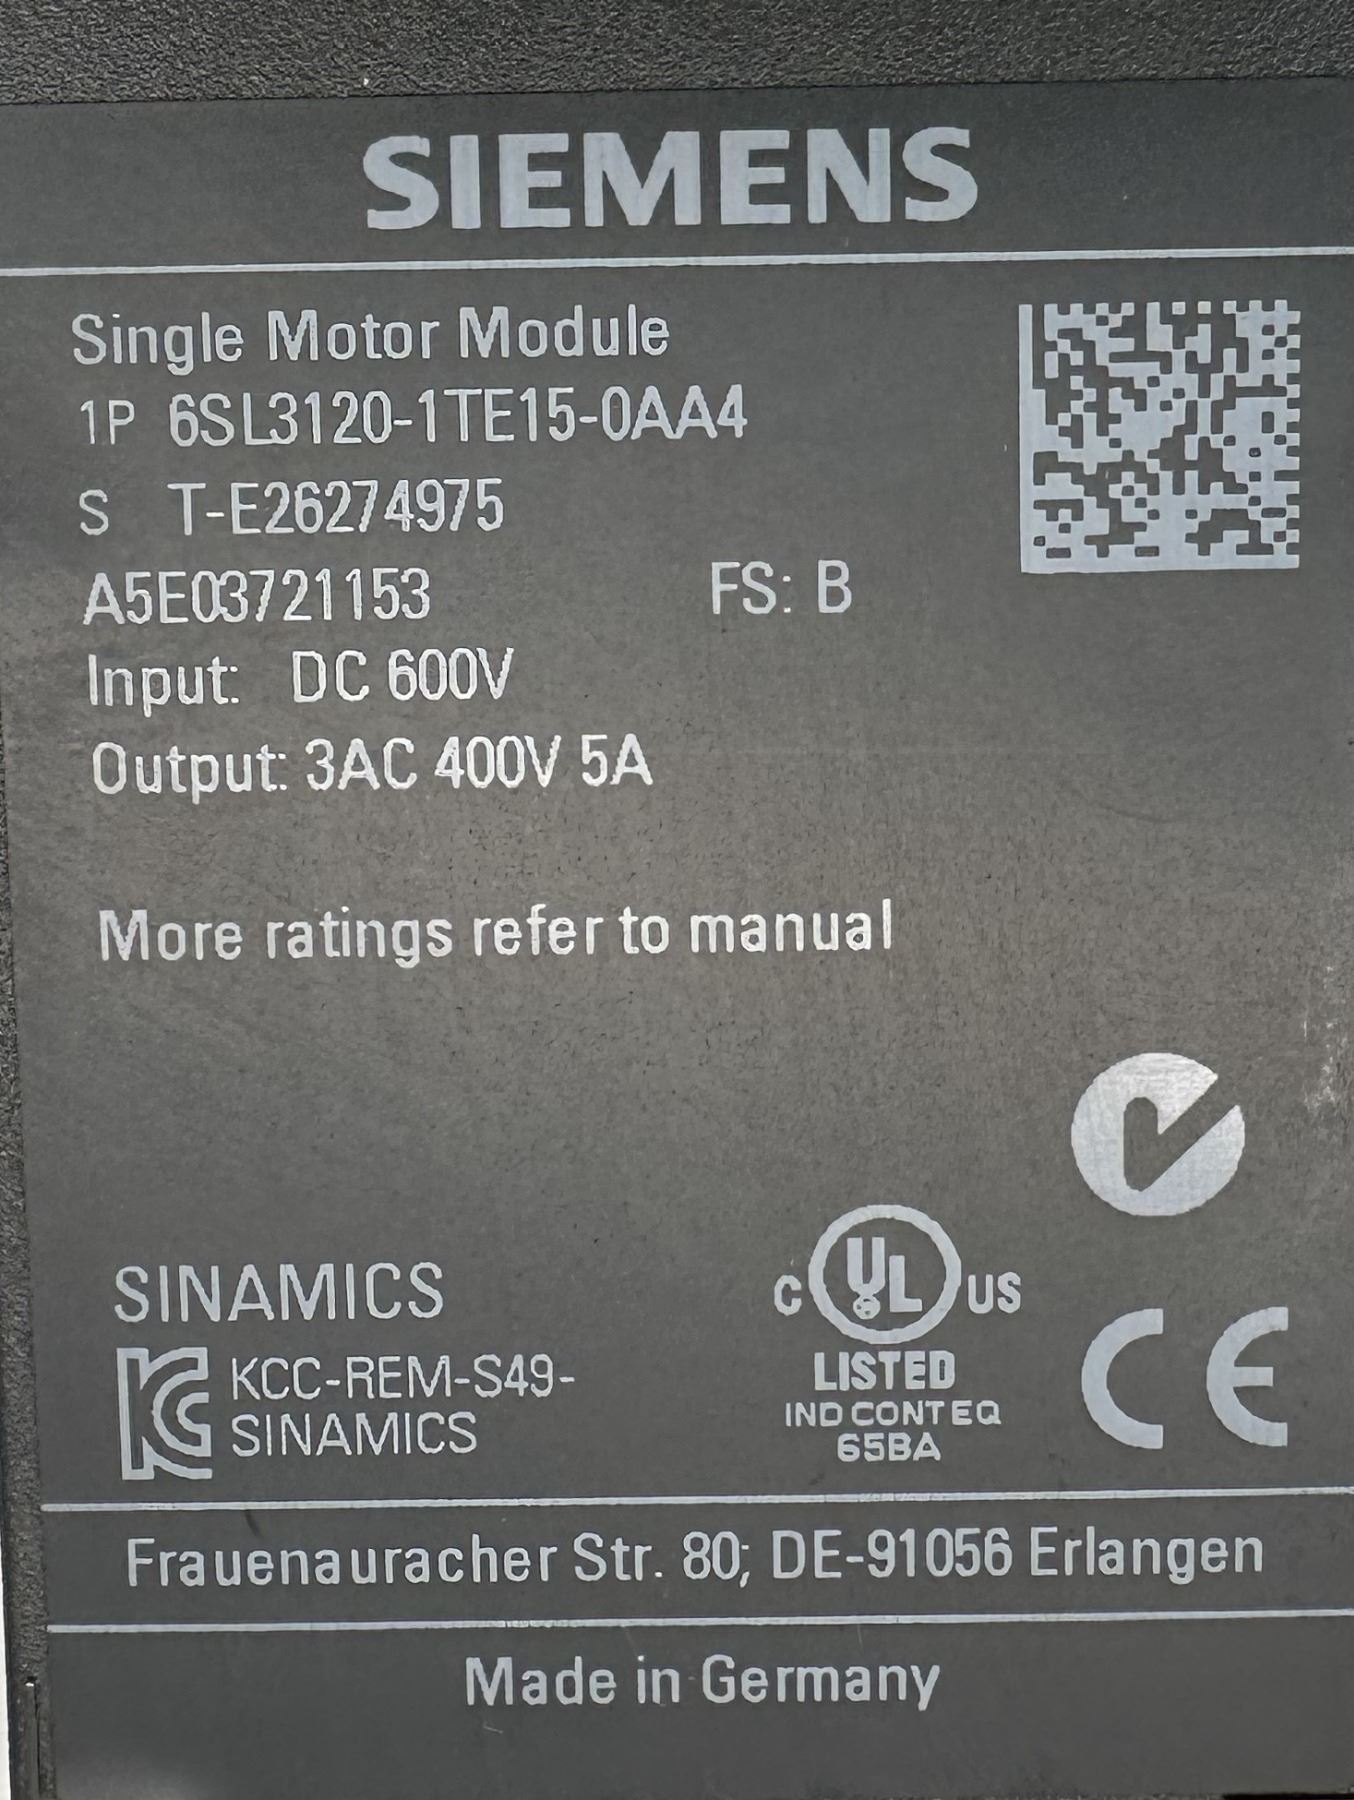 SIEMENS
Single Motor Module
1P 6SL3120-1TE15-0AA4
S T-E26274975
A5E03721153 FS: B
Input: DC 600V
Output: 3AC 400V 5A
More ratings refer to manual
SINAMICS
KCC-REM-S49-
SINAMICS
C UL US
LISTED
IND CONT EQ
65BA
CE
Frauenauracher Str. 80; DE-91056 Erlangen
Made in Germany